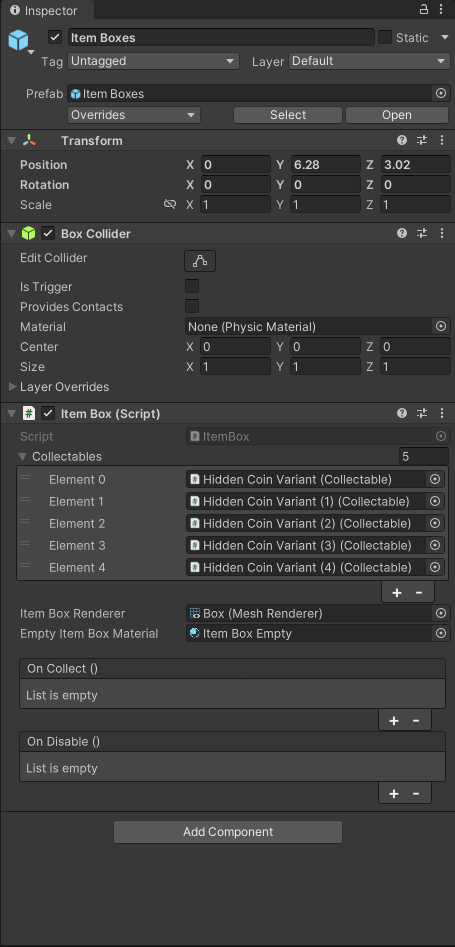 Inspector
Item Boxes Static
Tag Untagged Layer Default
Prefab Item Boxes
Overrides Select Open
Transform
Position X 0 Y 6.28 Z 3.02
Rotation X 0 Y 0 Z 0
Scale X 1 Y 1 Z 1
Box Collider
Edit Collider
Is Trigger
Provides Contacts
Material None (Physic Material)
Center X 0 Y 0 Z 0
Size X 1 Y 1 Z 1
Layer Overrides
# Item Box (Script)
Script # ItemBox
Collectables 5
Element 0 # Hidden Coin Variant (Collectable)
Element 1 # Hidden Coin Variant (1) (Collectable)
Element 2 # Hidden Coin Variant (2) (Collectable)
Element 3 # Hidden Coin Variant (3) (Collectable)
Element 4 # Hidden Coin Variant (4) (Collectable)
+ -
Item Box Renderer Box (Mesh Renderer)
Empty Item Box Material Item Box Empty
On Collect ()
List is empty
+ -
On Disable ()
List is empty
+ -
Add Component